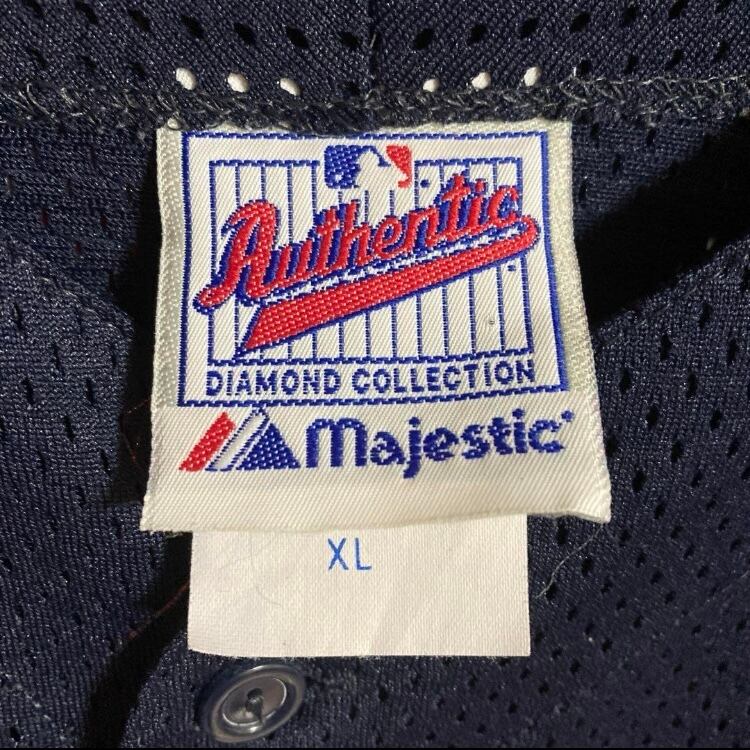 Authentic
DIAMOND COLLECTION
Majestic
XL